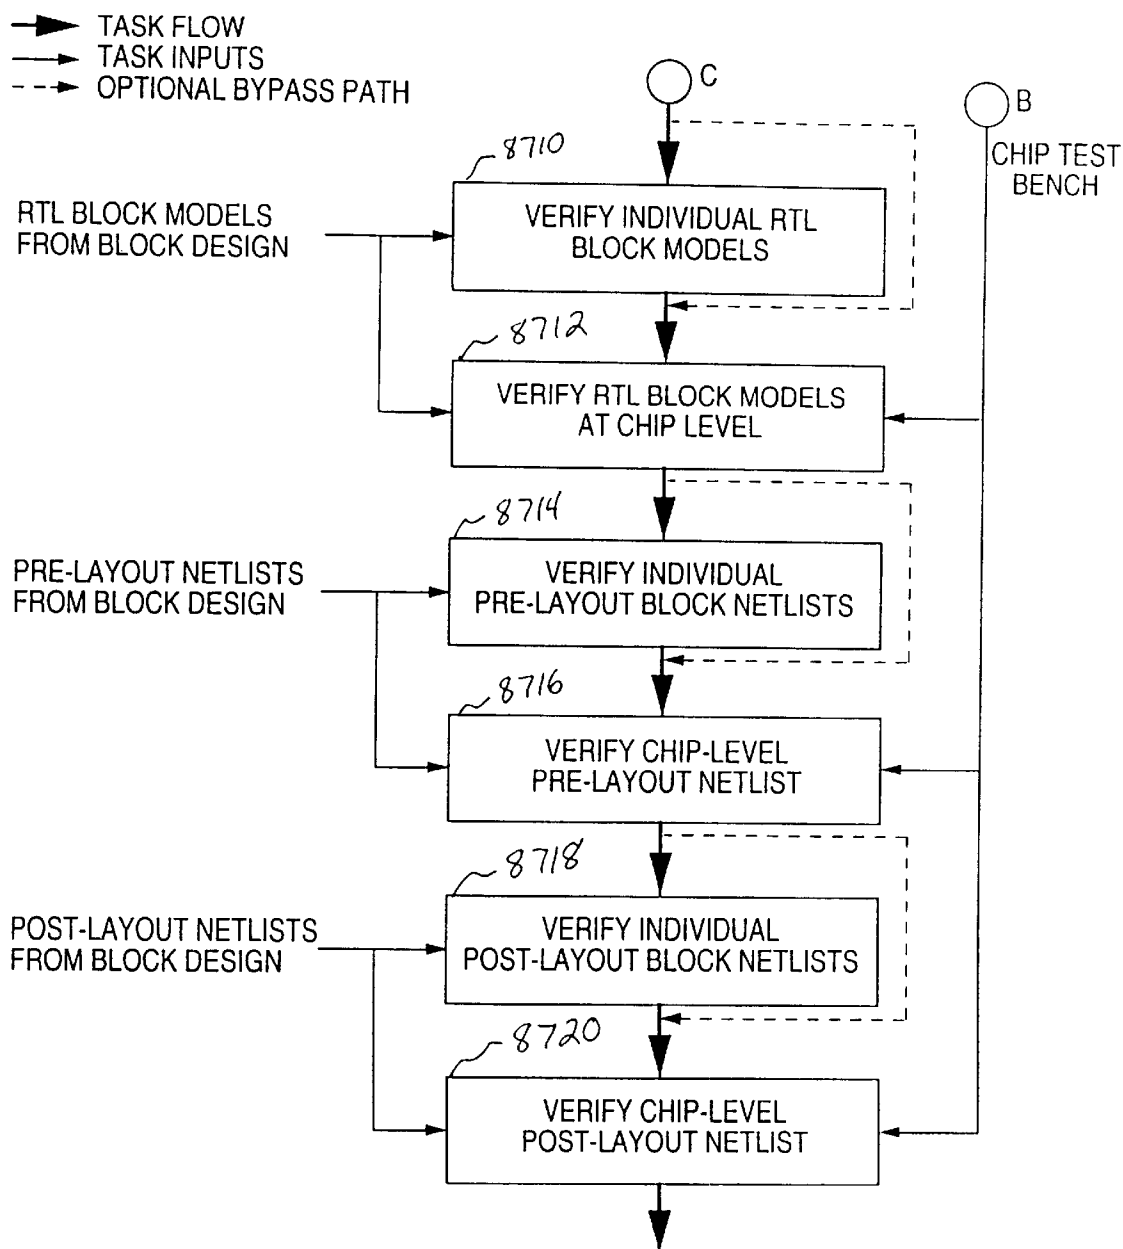 TASK FLOW
TASK INPUTS
OPTIONAL BYPASS PATH
C
B
CHIP TEST
BENCH
8710
RTL BLOCK MODELS
FROM BLOCK DESIGN
VERIFY INDIVIDUAL RTL
BLOCK MODELS
8712
VERIFY RTL BLOCK MODELS
AT CHIP LEVEL
8714
PRE-LAYOUT NETLISTS
FROM BLOCK DESIGN
VERIFY INDIVIDUAL
PRE-LAYOUT BLOCK NETLISTS
8716
VERIFY CHIP-LEVEL
PRE-LAYOUT NETLIST
8718
POST-LAYOUT NETLISTS
FROM BLOCK DESIGN
VERIFY INDIVIDUAL
POST-LAYOUT BLOCK NETLISTS
8720
VERIFY CHIP-LEVEL
POST-LAYOUT NETLIST